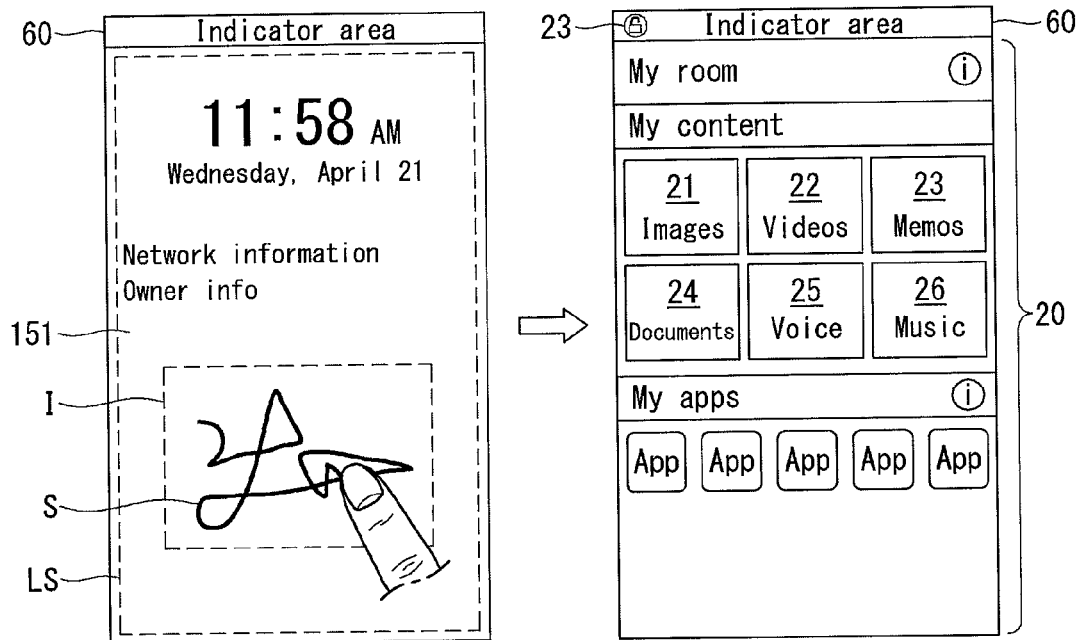 60
Indicator area
11:58 AM
Wednesday, April 21
Network information
Owner info
151
I
S
LS
23
Indicator area
60
My room
i
My content
21
Images
22
Videos
23
Memos
24
Documents
25
Voice
26
Music
20
My apps
i
App App App App App